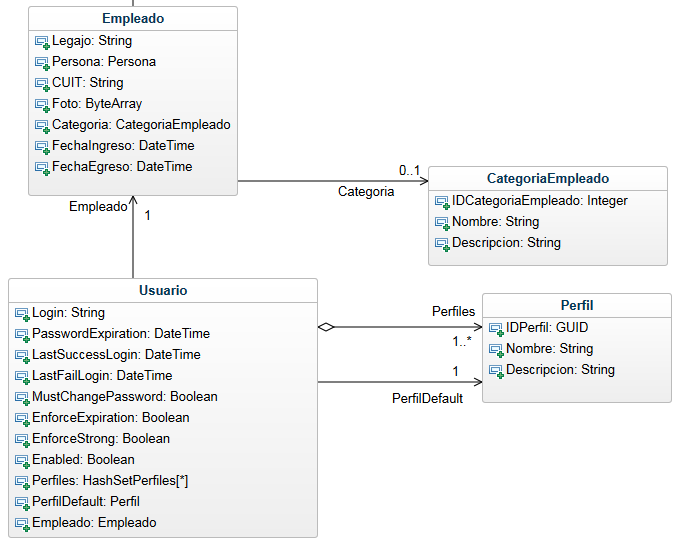 Empleado
Legajo: String
Persona: Persona
CUIT: String
Foto: ByteArray
Categoria: CategoriaEmpleado
FechaIngreso: DateTime
FechaEgreso: DateTime
0..1
Categoria
CategoriaEmpleado
IDCategoriaEmpleado: Integer
Nombre: String
Descripcion: String
Empleado
1
Usuario
Login: String
PasswordExpiration: DateTime
LastSuccessLogin: DateTime
LastFailLogin: DateTime
MustChangePassword: Boolean
EnforceExpiration: Boolean
EnforceStrong: Boolean
Enabled: Boolean
Perfiles: HashSetPerfiles[*]
PerfilDefault: Perfil
Empleado: Empleado
Perfiles
1..*
1
PerfilDefault
Perfil
IDPerfil: GUID
Nombre: String
Descripcion: String